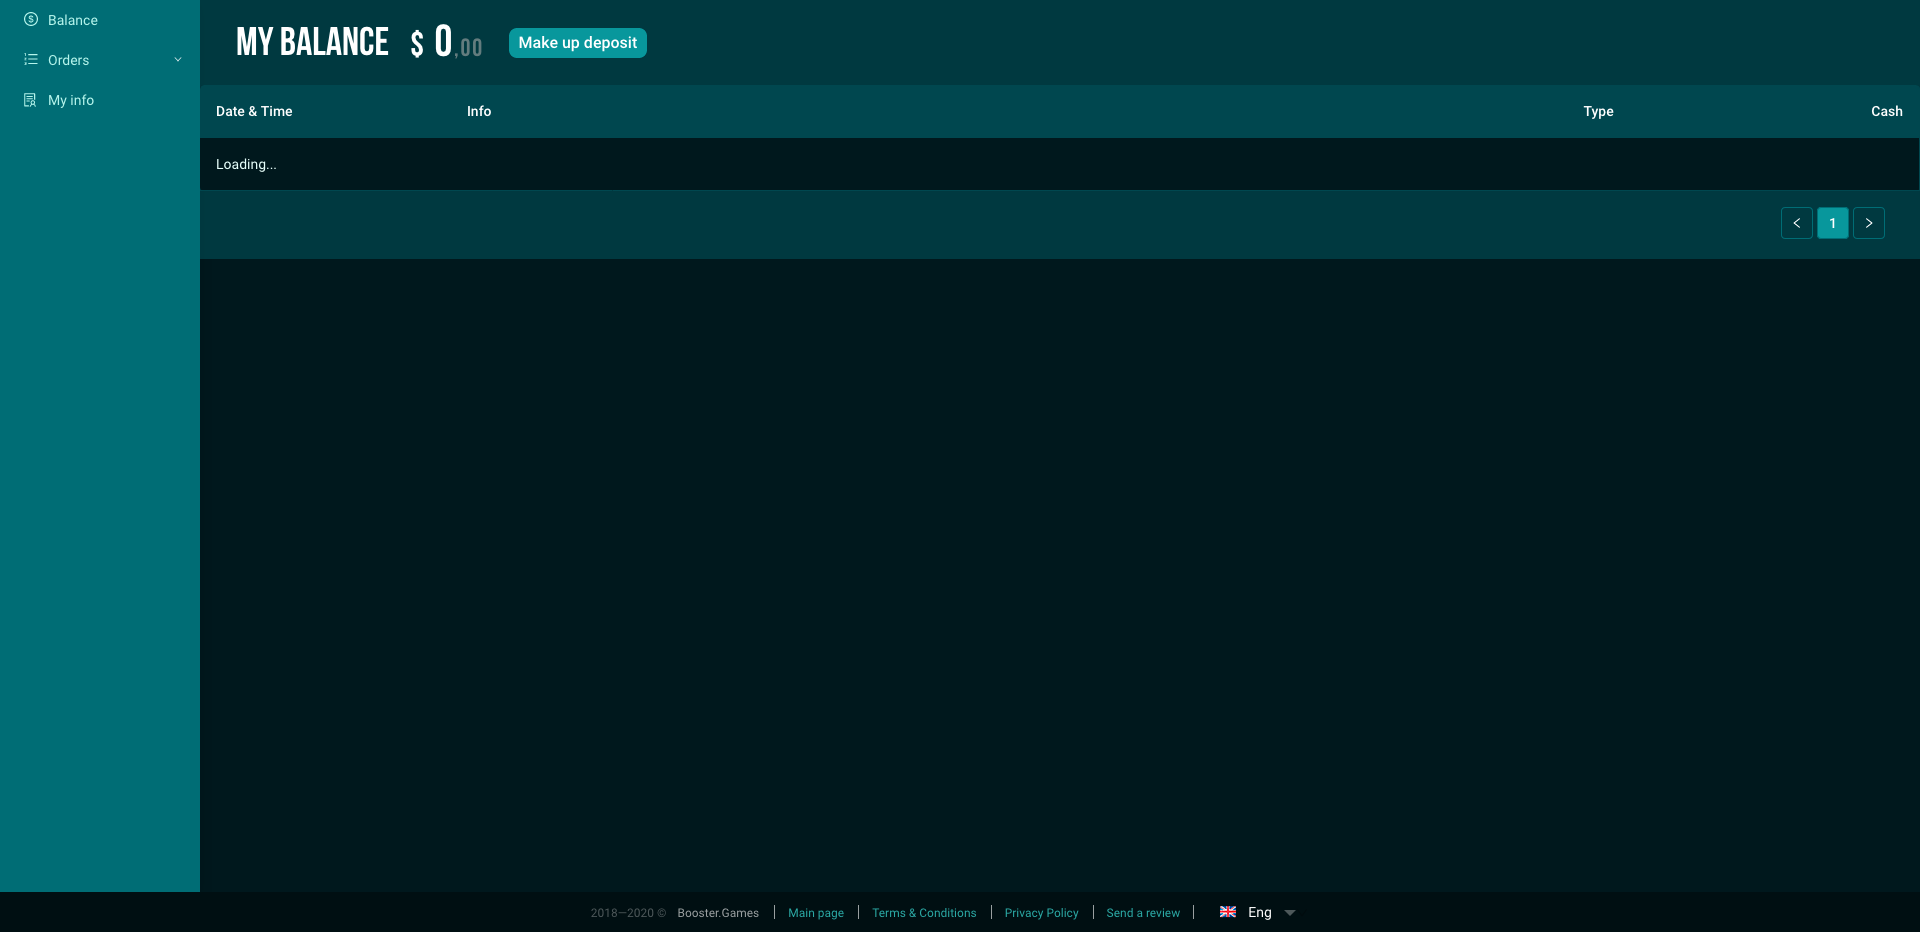 Balance
Orders
My info
MY BALANCE $ 0,00 Make up deposit
Date & Time Info Type Cash
Loading...
1
2018—2020 © Booster.Games Main page Terms & Conditions Privacy Policy Send a review Eng